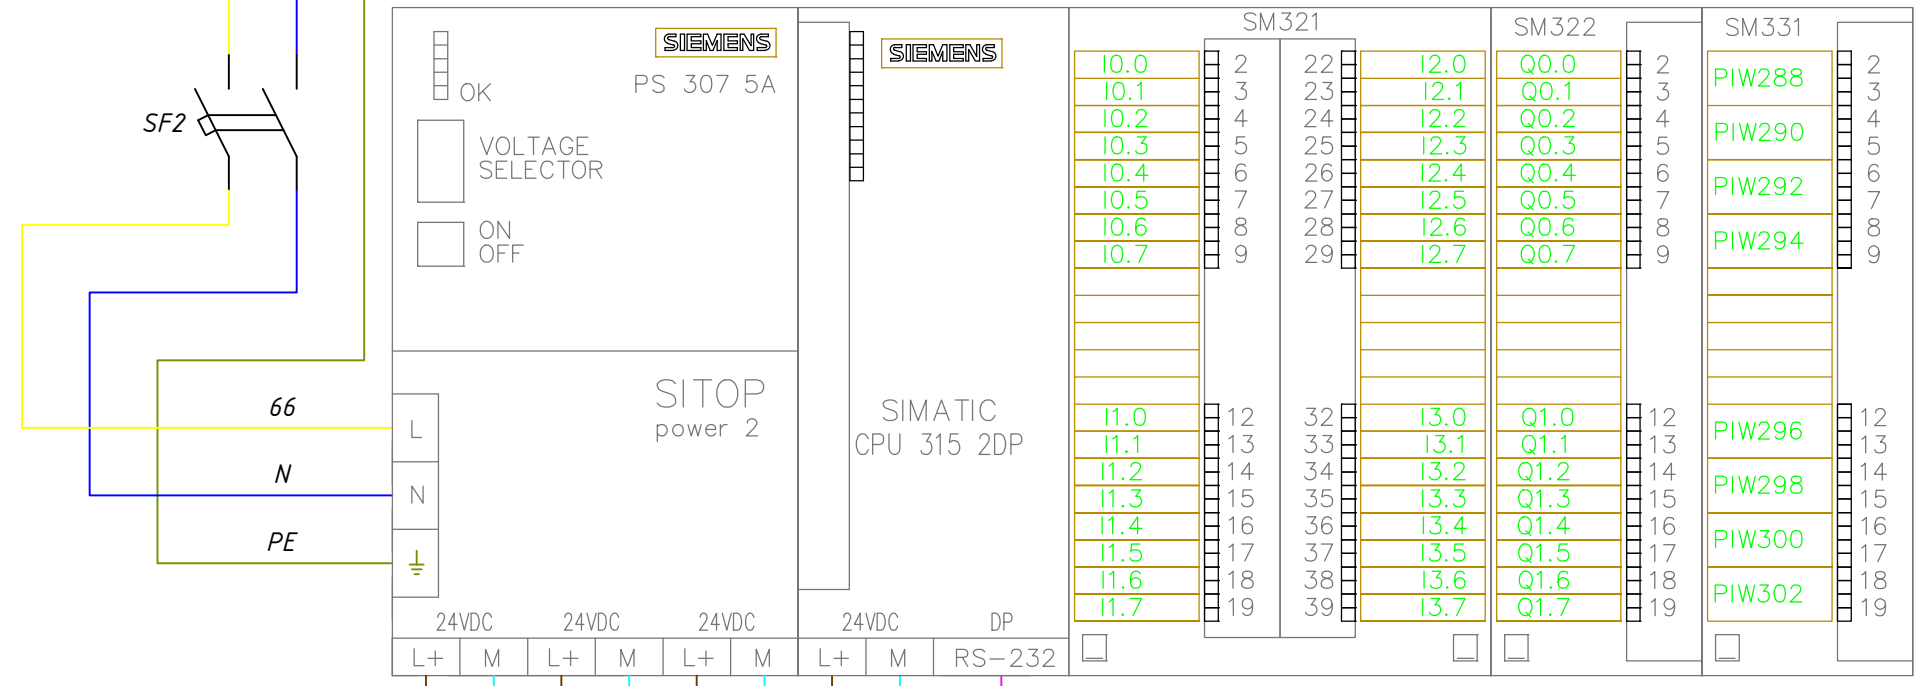 SF2
66
N
PE
SIEMENS
PS 307 5A
OK
VOLTAGE
SELECTOR
ON
OFF
SITOP
power 2
L
N
24VDC 24VDC 24VDC
L+ M L+ M L+ M
SIEMENS
SIMATIC
CPU 315 2DP
24VDC DP
L+ M RS-232
SM321
I0.0 2 22 I2.0
I0.1 3 23 I2.1
I0.2 4 24 I2.2
I0.3 5 25 I2.3
I0.4 6 26 I2.4
I0.5 7 27 I2.5
I0.6 8 28 I2.6
I0.7 9 29 I2.7
I1.0 12 32 I3.0
I1.1 13 33 I3.1
I1.2 14 34 I3.2
I1.3 15 35 I3.3
I1.4 16 36 I3.4
I1.5 17 37 I3.5
I1.6 18 38 I3.6
I1.7 19 39 I3.7
SM322
Q0.0 2
Q0.1 3
Q0.2 4
Q0.3 5
Q0.4 6
Q0.5 7
Q0.6 8
Q0.7 9
Q1.0 12
Q1.1 13
Q1.2 14
Q1.3 15
Q1.4 16
Q1.5 17
Q1.6 18
Q1.7 19
SM331
PIW288
PIW290
PIW292
PIW294
PIW296
PIW298
PIW300
PIW302
2
3
4
5
6
7
8
9
12
13
14
15
16
17
18
19